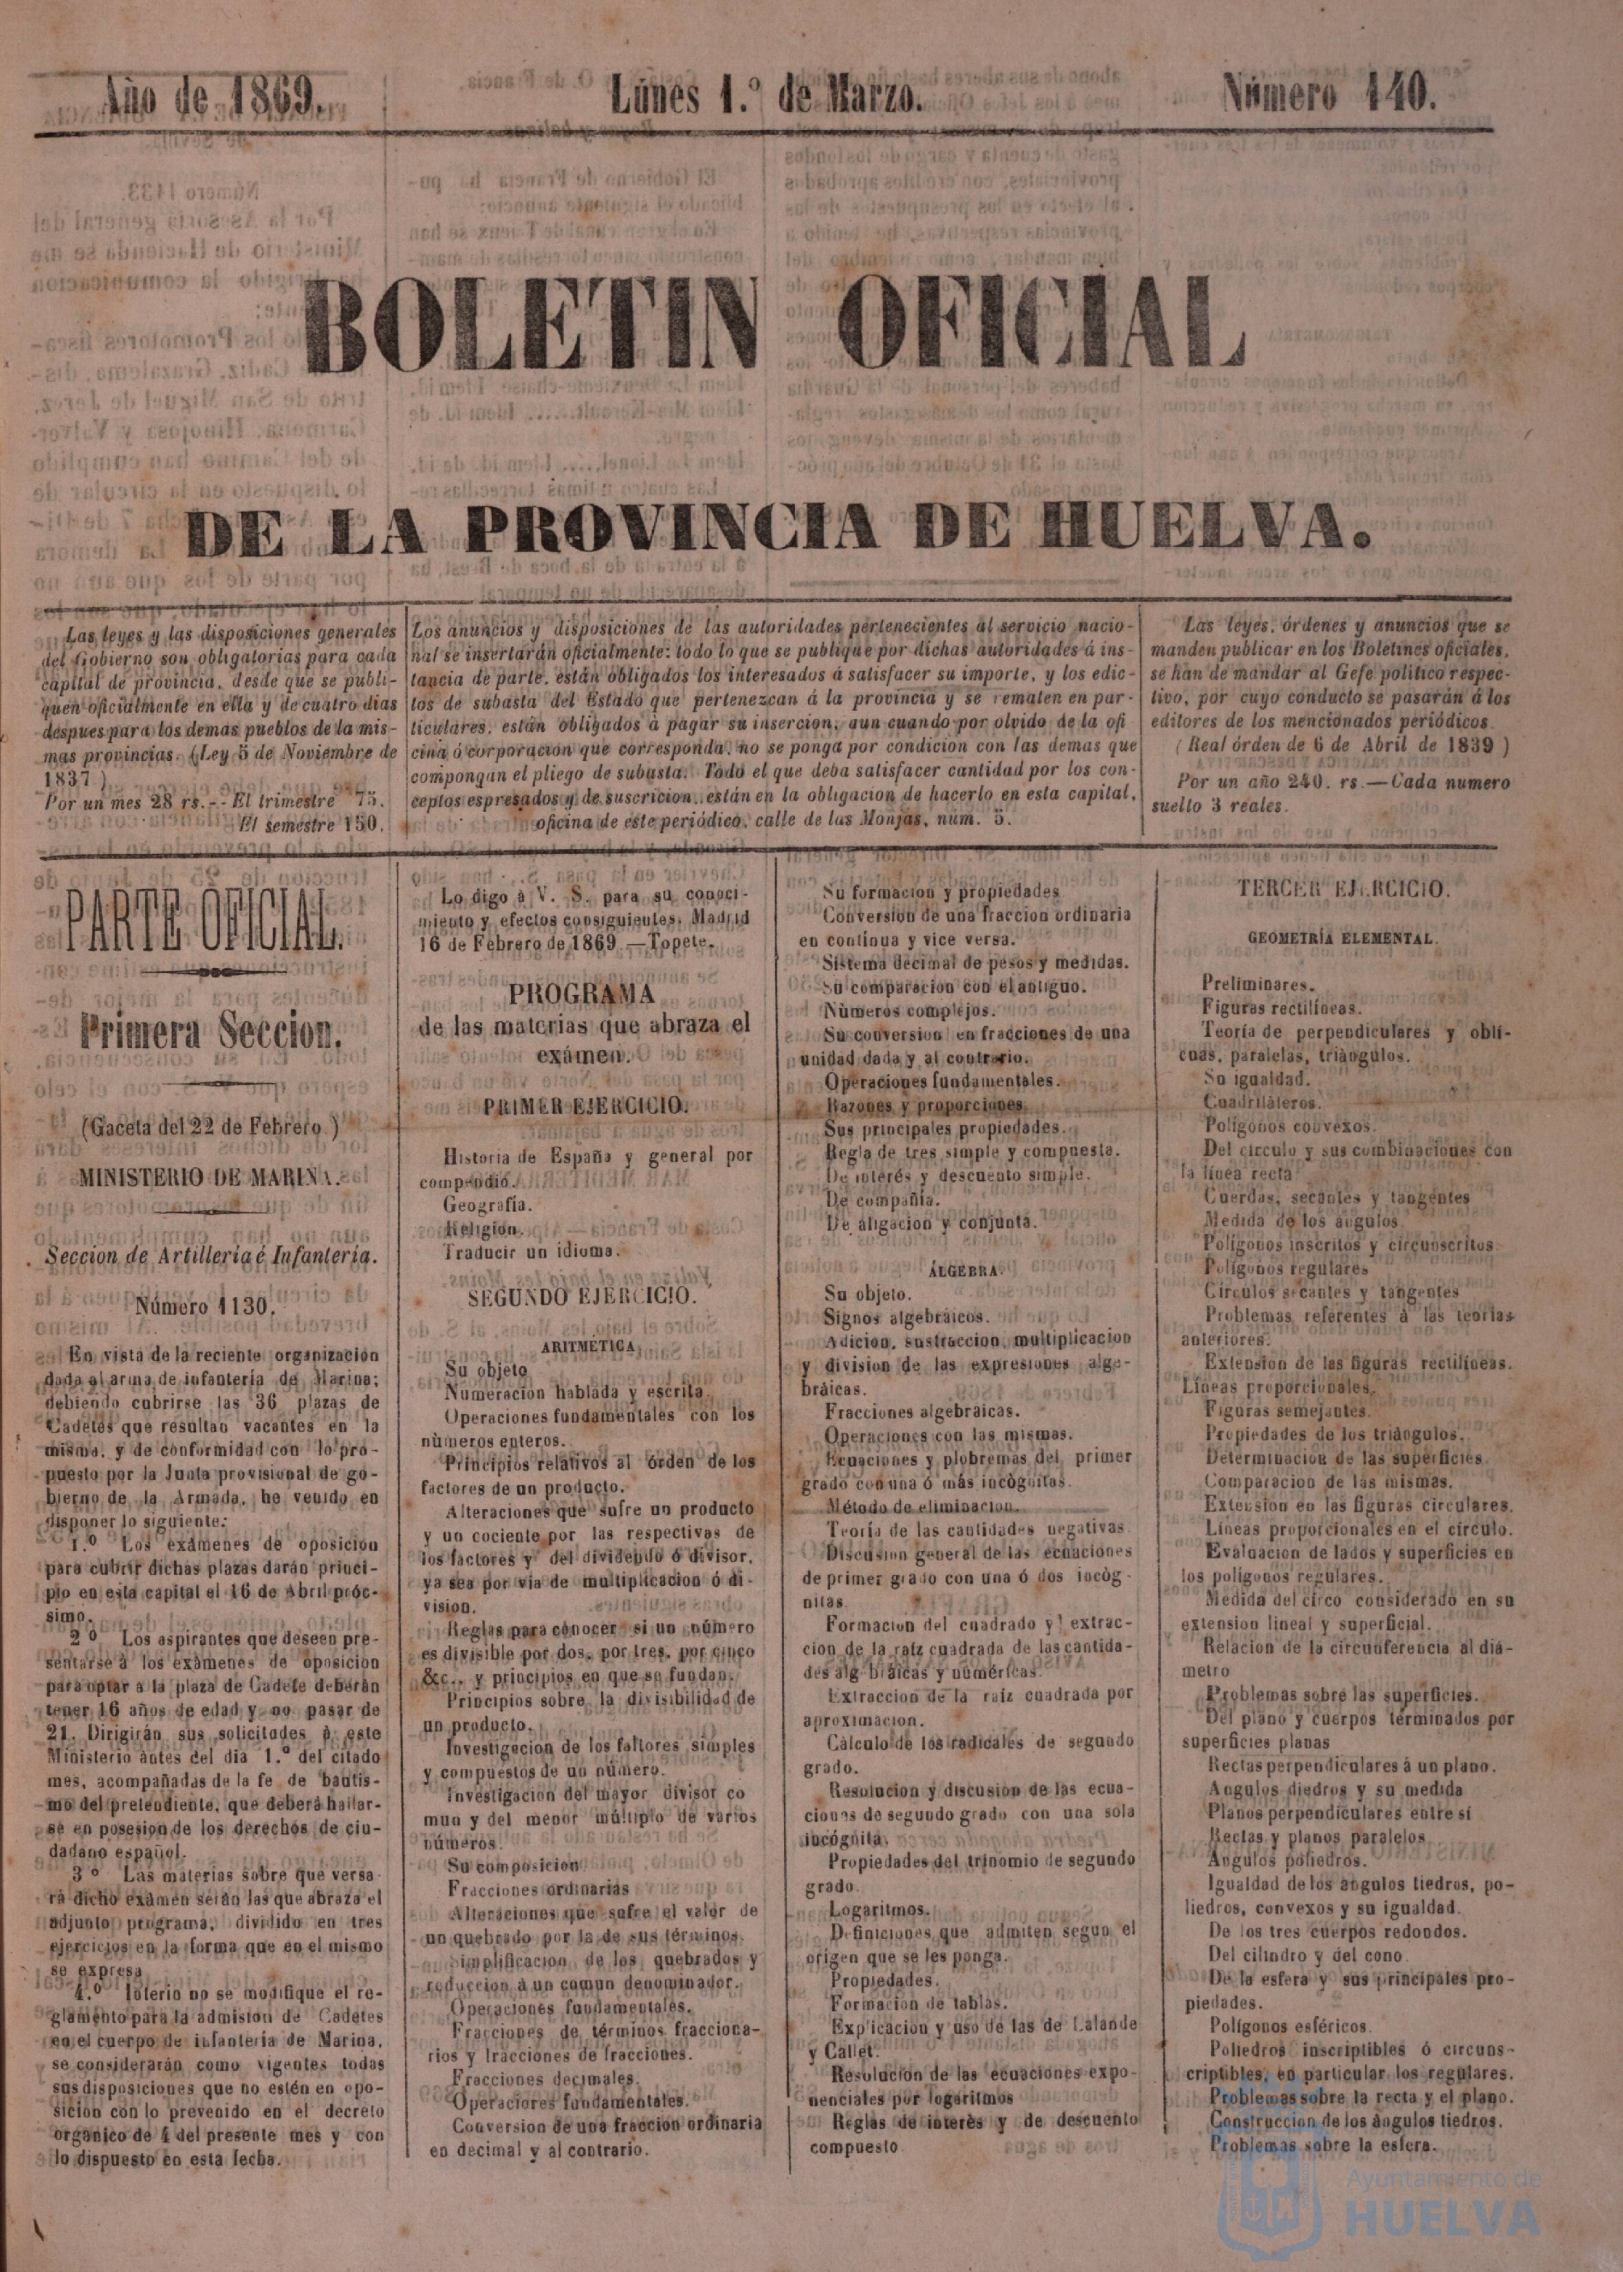 Año de 1869.
Lúnes 1.º de Marzo.
Número 140.
BOLETIN OFICIAL
DE LA PROVINCIA DE HUELVA.
Las leyes y las disposiciones generales
del Gobierno son obligatorias para cada
capital de provincia, desde que se publi-
quen oficialmente en ella y de cuatro dias
despues para los demas pueblos de la mis-
mas provincias. (Ley 5 de Noviembre de
1837.)
Por un mes 28 rs.--El trimestre 75.
El semestre 150.
Los anuncios y disposiciones de las autoridades pertenecientes al servicio nacio-
nal se insertarán oficialmente: todo lo que se publique por dichas autoridades á ins-
tancia de parte, están obligados los interesados á satisfacer su importe, y los edic-
tos de subasta del Estado que pertenezcan á la provincia y se rematen en par-
ticulares, están obligados á pagar su insercion, aun cuando por olvido de la ofi-
cina ó corporacion que corresponda, no se ponga por condicion con las demas que
compongan el pliego de subasta. Todo el que deba satisfacer cantidad por los con-
ceptos espresados y de suscricion, están en la obligacion de hacerlo en esta capital,
oficina de este periódico, calle de las Monjas, núm. 5.
Las leyes, órdenes y anuncios que se
manden publicar en los Boletines oficiales,
se han de mandar al Gefe político respec-
tivo, por cuyo conducto se pasarán á los
editores de los mencionados periódicos.
(Real órden de 6 de Abril de 1839)
Por un año 240. rs.—Cada numero
suelto 3 reales.
PARTE OFICIAL.
Primera Seccion.
(Gaceta del 22 de Febrero.)
MINISTERIO DE MARINA.
Seccion de Artilleria é Infanteria.
Número 1130.
En vista de la reciente organizacion
dada al arma de infantería de Marina;
debiendo cubrirse las 36 plazas de
Cadetes que resultan vacantes en la
misma, y de conformidad con lo pro-
puesto por la Junta provisional de go-
bierno de la Armada, he venido en
disponer lo siguiente:
1.º Los exámenes de oposicion
para cubrir dichas plazas darán princi-
pio en esta capital el 16 de Abril próc-
simo.
2º Los aspirantes que deseen pre-
sentarse á los exámenes de oposicion
para optar á la plaza de Cadete deberán
tener 16 años de edad y no pasar de
21. Dirigirán sus solicitudes á este
Ministerio ántes del dia 1.º del citado
mes, acompañadas de la fe de bautis-
mo del pretendiente, que deberá hallar-
se en posesion de los derechos de ciu-
dadano español.
3º Las materias sobre que versa-
rá dicho exámen serán las que abraza el
adjunto programa, dividido en tres
ejercicios en la forma que en el mismo
se expresa
4.º Interin no se modifique el re-
glamento para la admision de Cadetes
en el cuerpo de infantería de Marina,
se considerarán como vigentes todas
sus disposiciones que no estén en opo-
sicion con lo prevenido en el decreto
orgánico de 4 del presente mes y con
lo dispuesto en esta fecha.
Lo digo á V. S. para su conoci-
miento y efectos consiguientes. Madrid
16 de Febrero de 1869.—Topete.
PROGRAMA
de las materias que abraza el
exámen.
PRIMER EJERCICIO.
Historia de España y general por
compendio.
Geografía.
Religion.
Traducir un idioma.
SEGUNDO EJERCICIO.
ARITMÉTICA.
Su objeto
Numeracion hablada y escrita.
Operaciones fundamentales con los
números enteros.
Principios relativos al órden de los
factores de un producto.
Alteraciones que sufre un producto
y un cociente por las respectivas de
los factores y del dividendo ó divisor,
ya sea por via de multiplicacion ó di-
vision.
Reglas para conocer si un número
es divisible por dos, por tres, por cinco
&c., y principios en que se fundan.
Principios sobre la divisibilidad de
un producto.
Investigacion de los faltores simples
y compuestos de un número.
Investigacion del mayor divisor co
mun y del menor múltiplo de varios
números.
Su composicion
Fracciones ordinarias
Alteraciones que sufre el valor de
un quebrado por la de sus términos.
Simplificacion de los quebrados y
reduccion á un comun denominador.
Operaciones fundamentales.
Fracciones de términos fracciona-
rios y fracciones de fracciones.
Fracciones decimales.
Operaciones fundamentales.
Conversion de una fraccion ordinaria
en decimal y al contrario.
Su formacion y propiedades
Conversion de una fraccion ordinaria
en contínua y vice versa.
Sistema decimal de pesos y medidas.
Su comparacion con el antiguo.
Números complejos.
Su conversion en fracciones de una
unidad dada y al contrario.
Operaciones fundamentales.
Razones y proporciones.
Sus principales propiedades.
Regla de tres simple y compuesta.
De interés y descuento simple.
De compañía.
De aligacion y conjunta.
ÁLGEBRA.
Su objeto.
Signos algebráicos.
Adicion, sustraccion, multiplicacion
y division de las expresiones alge-
bráicas.
Fracciones algebráicas.
Operaciones con las mismas.
Ecuaciones y plobremas del primer
grado con una ó más incógnitas.
Método de eliminacion.
Teoría de las cantidades negativas.
Discusion general de las ecuaciones
de primer grado con una ó dos incóg-
nitas.
Formacion del cuadrado y extrac-
cion de la raíz cuadrada de las cantida-
des alg bráicas y numéricas.
Extraccion de la raiz cuadrada por
aproximacion.
Cálculo de los radicales de segundo
grado.
Resolucion y discusion de las ecua-
ciones de segundo grado con una sola
incógnita.
Propiedades del trinomio de segundo
grado.
Logaritmos.
Definiciones que admiten segun el
orígen que se les ponga.
Propiedades.
Formacion de tablas.
Explicacion y uso de las de Lalande
y Callet.
Resolucion de las ecuaciones expo-
nenciales por logaritmos
Reglas de interés y de descuento
compuesto
TERCER EJERCICIO.
GEOMETRÍA ELEMENTAL.
Preliminares.
Figuras rectilíneas.
Teoría de perpendiculares y obli-
cuas, paralelas, triángulos.
Su igualdad.
Cuadriláteros.
Polígonos convexos.
Del círculo y sus combinaciones con
la línea recta
Cuerdas, secantes y tangentes
Medida de los ángulos.
Polígonos inscritos y circunscritos
Polígonos regulares
Círculos secantes y tangentes
Problemas referentes á las teorías
anteriores.
Extension de las figuras rectilíneas.
Líneas proporcionales.
Figuras semejantes.
Propiedades de los triángulos.
Determinacion de las superficies.
Comparacion de las mismas.
Extension en las figuras circulares.
Líneas proporcionales en el círculo.
Evaluacion de lados y superficies en
los polígonos regulares.
Medida del círco considerado en su
extension lineal y superficial.
Relacion de la circunferencia al diá-
metro
Problemas sobre las superficies.
Del plano y cuerpos terminados por
superficies planas
Rectas perpendiculares á un plano.
Angulos diedros y su medida
Planos perpendiculares entre sí
Rectas y planos paralelos
Angulos poliedros.
Igualdad de los ángulos tiedros, po-
liedros, convexos y su igualdad.
De los tres cuerpos redondos.
Del cilindro y del cono
De la esfera y sus principales pro-
piedades.
Polígonos esféricos.
Poliedros inscriptibles ó circuns-
criptibles, en particular los regulares.
Problemas sobre la recta y el plano.
Construccion de los ángulos tiedros.
Problemas sobre la esfera.
Ayuntamiento de
HUELVA